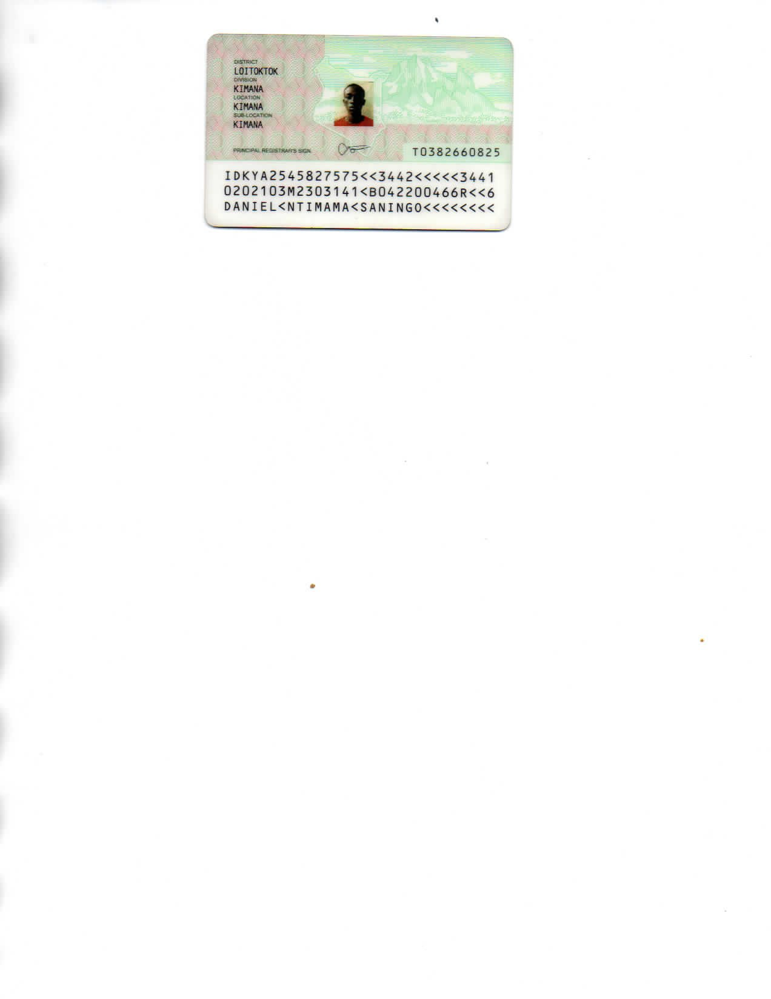 DISTRICT
LOITOKTOK
DIVISION
KIMANA
LOCATION
KIMANA
SUB-LOCATION
KIMANA
PRINCIPAL REGISTRAR'S SIGN.
T0382660825
IDKYA2545827575<<3442<<<<<3441
0202103M2303141<B042200466R<<6
DANIEL<NTIMAMA<SANINGO<<<<<<<<